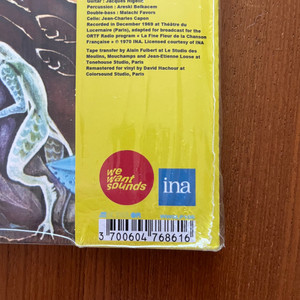 Guitar : Jacques Higelin
Percussion : Areski Belkacem
Double-bass : Malachi Favors
Cello: Jean-Charles Capon
Recorded in December 1969 at Théâtre du
Lucernaire (Paris), adapted for broadcast for the
ORTF Radio program « La Fine Fleur de la Chanson
Française » © 1975 INA. Licensed courtesy of INA.
Tape transfer by Alain Fulbert at Le Studio des
Moulins, Mouchamps and Jean-Etienne Loose at
Tonehouse Studio, Paris
Remastered for vinyl by David Hachour at
Colorsound Studio, Paris
we
want
sounds
ina
3 700604 768616